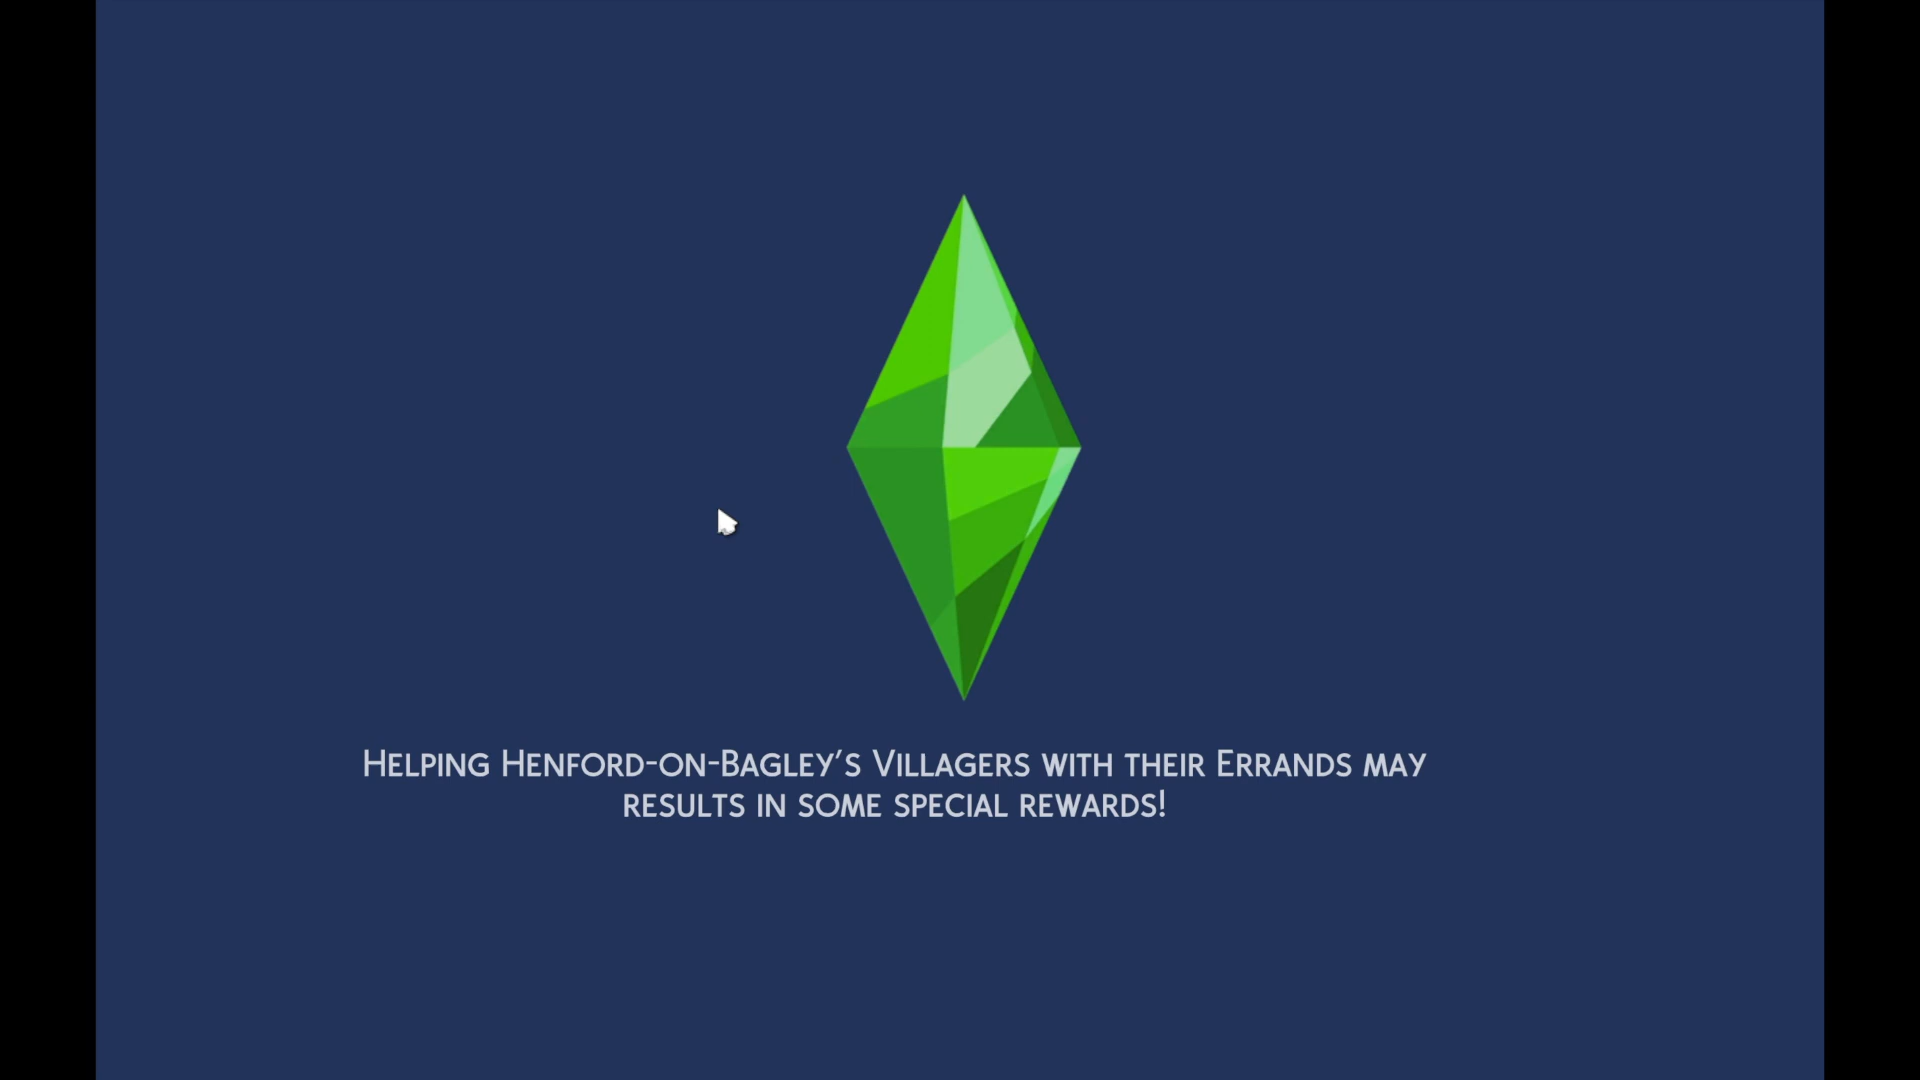 Helping Henford-on-Bagley's Villagers with their Errands may
results in some special rewards!